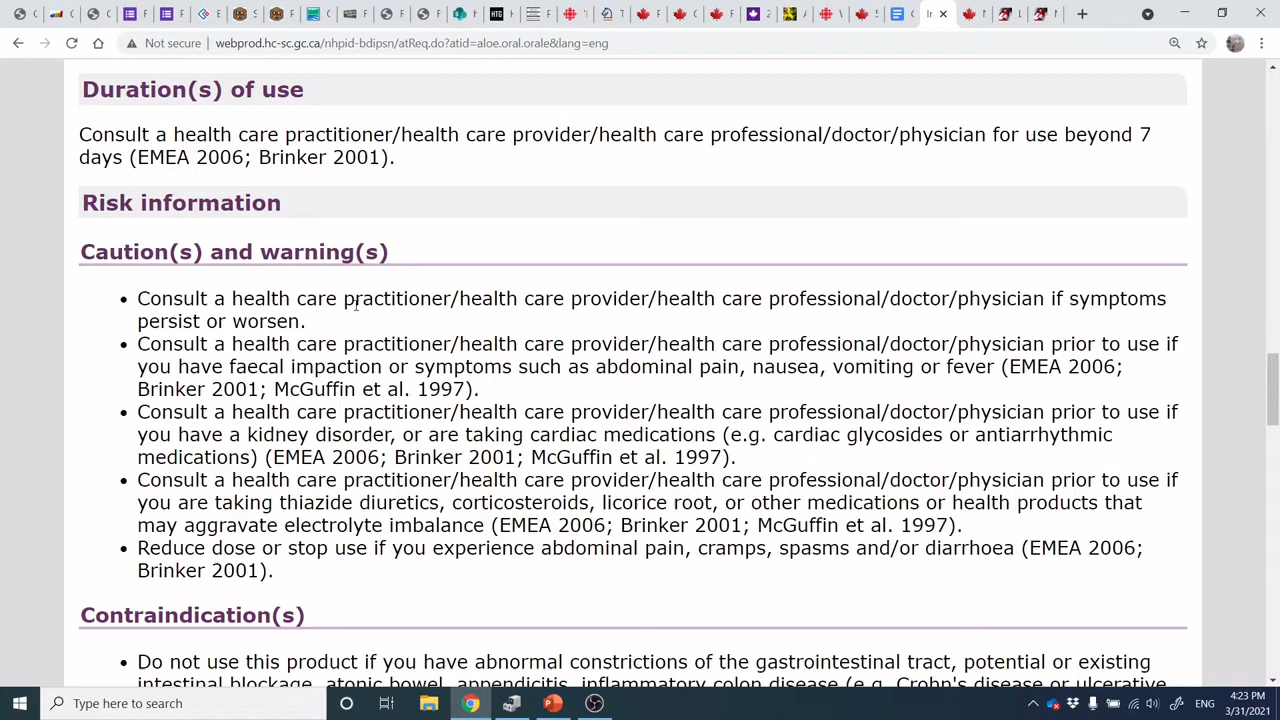 Not secure
webprod.hc-sc.gc.ca/nhpid-bdipsn/atReq.do?atid=aloe.oral.orale&lang=eng
Duration(s) of use
Consult a health care practitioner/health care provider/health care professional/doctor/physician for use beyond 7
days (EMEA 2006; Brinker 2001).
Risk information
Caution(s) and warning(s)
• Consult a health care practitioner/health care provider/health care professional/doctor/physician if symptoms
persist or worsen.
• Consult a health care practitioner/health care provider/health care professional/doctor/physician prior to use if
you have faecal impaction or symptoms such as abdominal pain, nausea, vomiting or fever (EMEA 2006;
Brinker 2001; McGuffin et al. 1997).
• Consult a health care practitioner/health care provider/health care professional/doctor/physician prior to use if
you have a kidney disorder, or are taking cardiac medications (e.g. cardiac glycosides or antiarrhythmic
medications) (EMEA 2006; Brinker 2001; McGuffin et al. 1997).
• Consult a health care practitioner/health care provider/health care professional/doctor/physician prior to use if
you are taking thiazide diuretics, corticosteroids, licorice root, or other medications or health products that
may aggravate electrolyte imbalance (EMEA 2006; Brinker 2001; McGuffin et al. 1997).
• Reduce dose or stop use if you experience abdominal pain, cramps, spasms and/or diarrhoea (EMEA 2006;
Brinker 2001).
Contraindication(s)
• Do not use this product if you have abnormal constrictions of the gastrointestinal tract, potential or existing
intestinal blockage, atonic bowel, appendicitis, inflammatory colon disease (e.g. Crohn's disease or ulcerative
Type here to search
ENG
4:23 PM
3/31/2021